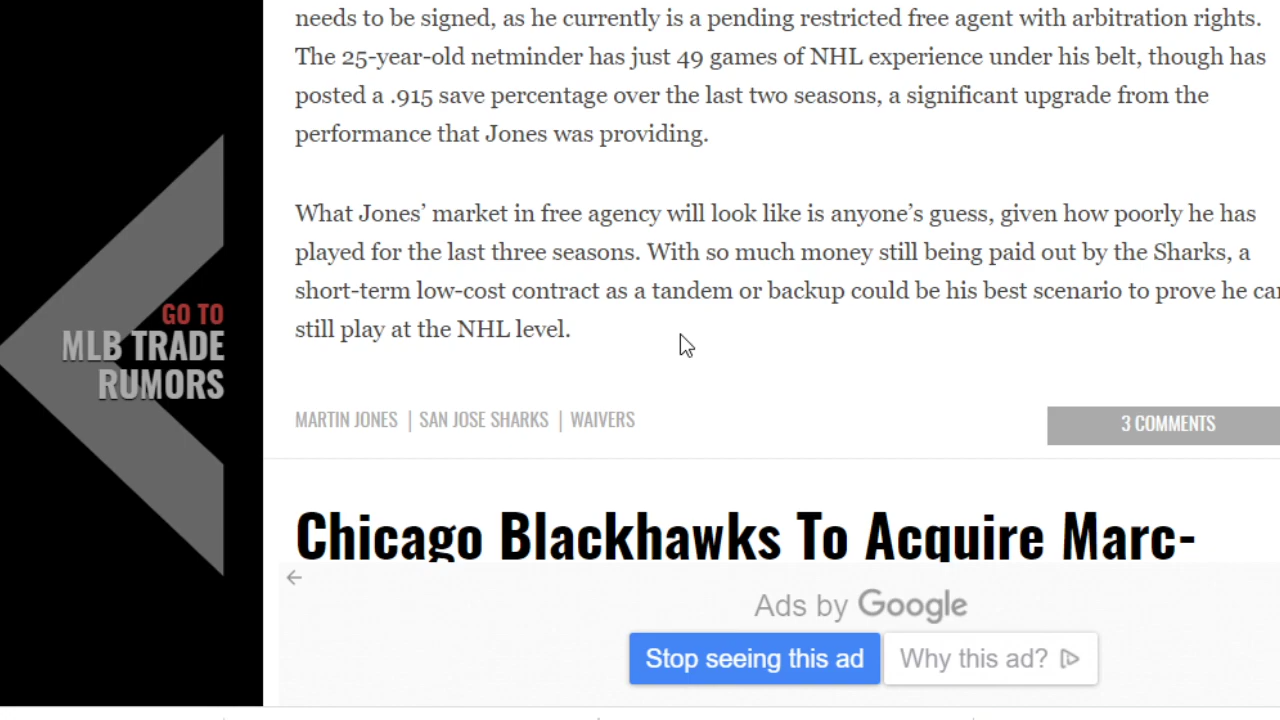 needs to be signed, as he currently is a pending restricted free agent with arbitration rights.
The 25-year-old netminder has just 49 games of NHL experience under his belt, though has
posted a .915 save percentage over the last two seasons, a significant upgrade from the
performance that Jones was providing.
What Jones’ market in free agency will look like is anyone’s guess, given how poorly he has
played for the last three seasons. With so much money still being paid out by the Sharks, a
short-term low-cost contract as a tandem or backup could be his best scenario to prove he
still play at the NHL level.
GO TO
MLB TRADE
RUMORS
MARTIN JONES | SAN JOSE SHARKS | WAIVERS
3 COMMENTS
Chicago Blackhawks To Acquire Marc-
Ads by Google
Stop seeing this ad
Why this ad?